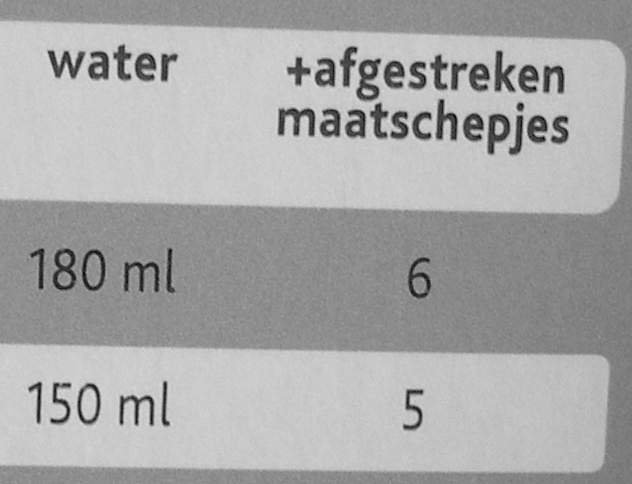 water +afgestreken
maatschepjes
180 ml 6
150 ml 5